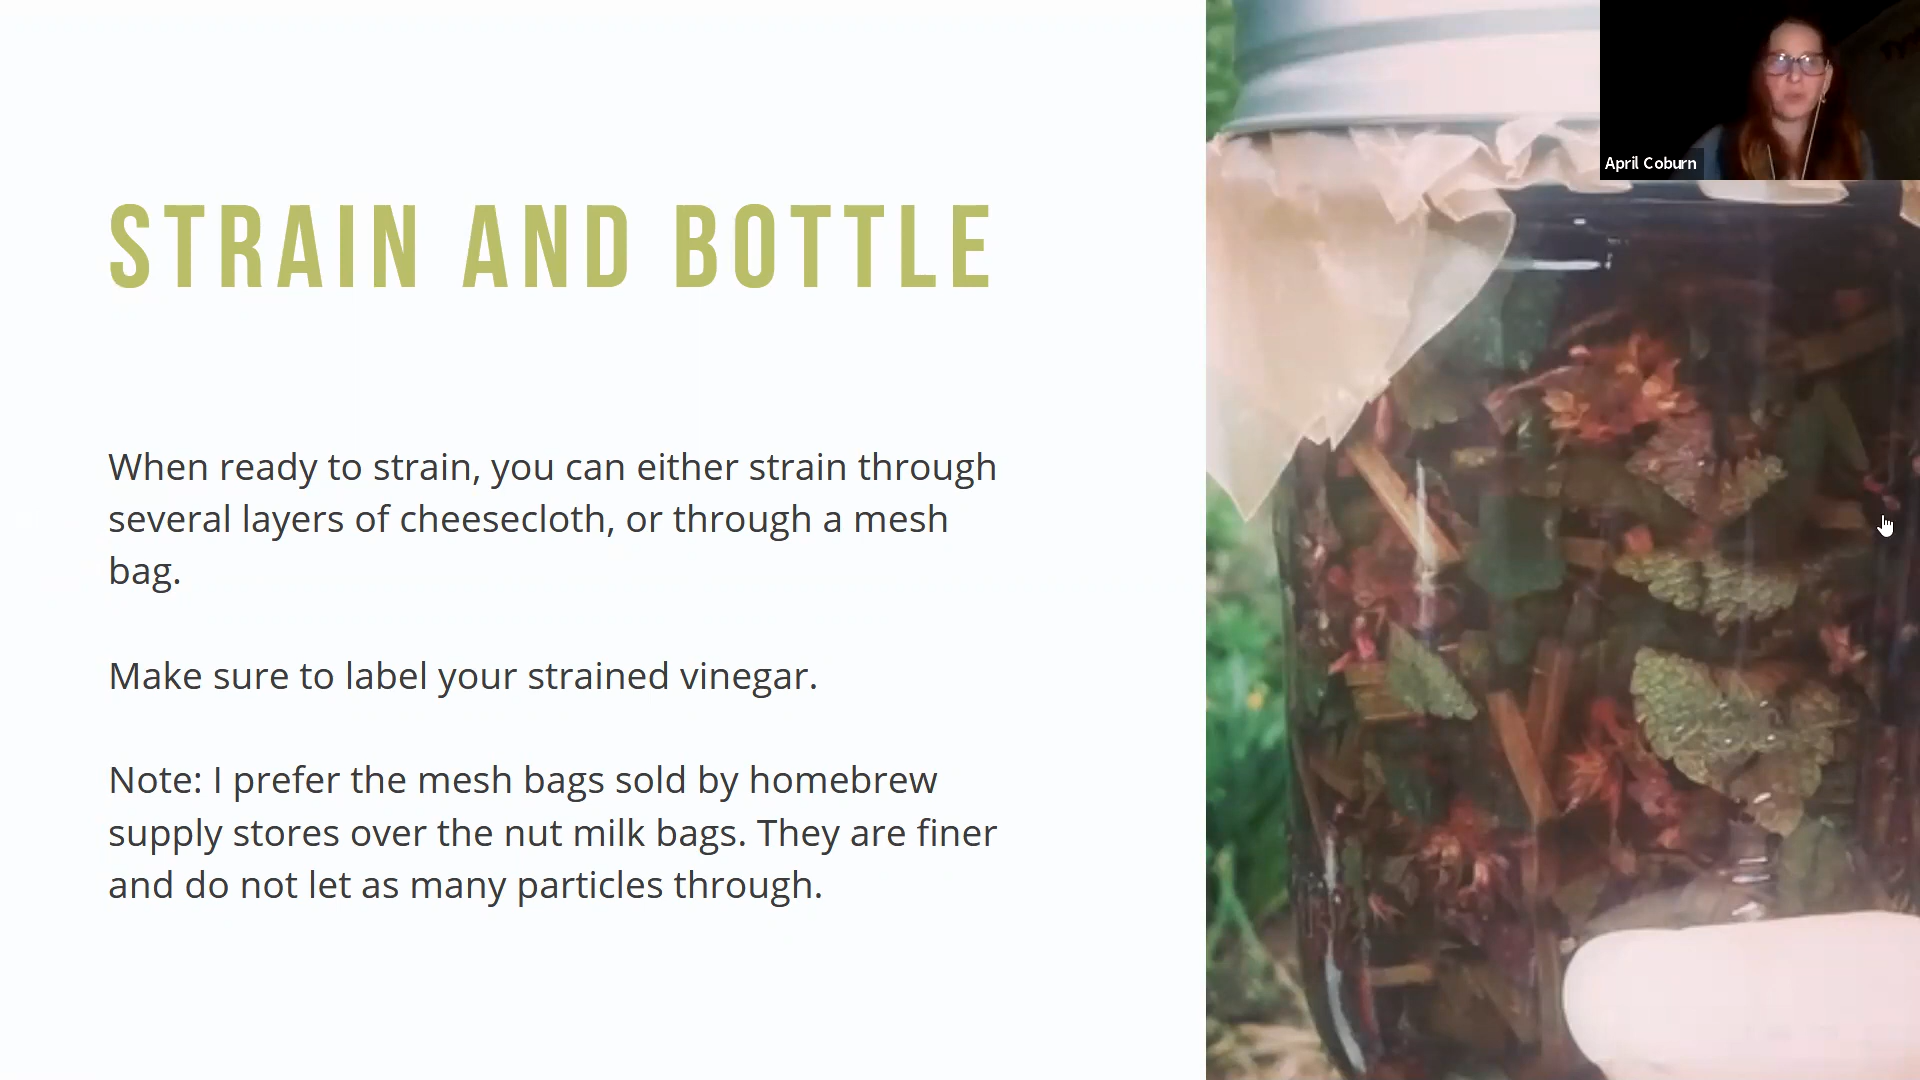 STRAIN AND BOTTLE
When ready to strain, you can either strain through
several layers of cheesecloth, or through a mesh
bag.
Make sure to label your strained vinegar.
Note: I prefer the mesh bags sold by homebrew
supply stores over the nut milk bags. They are finer
and do not let as many particles through.
April Coburn